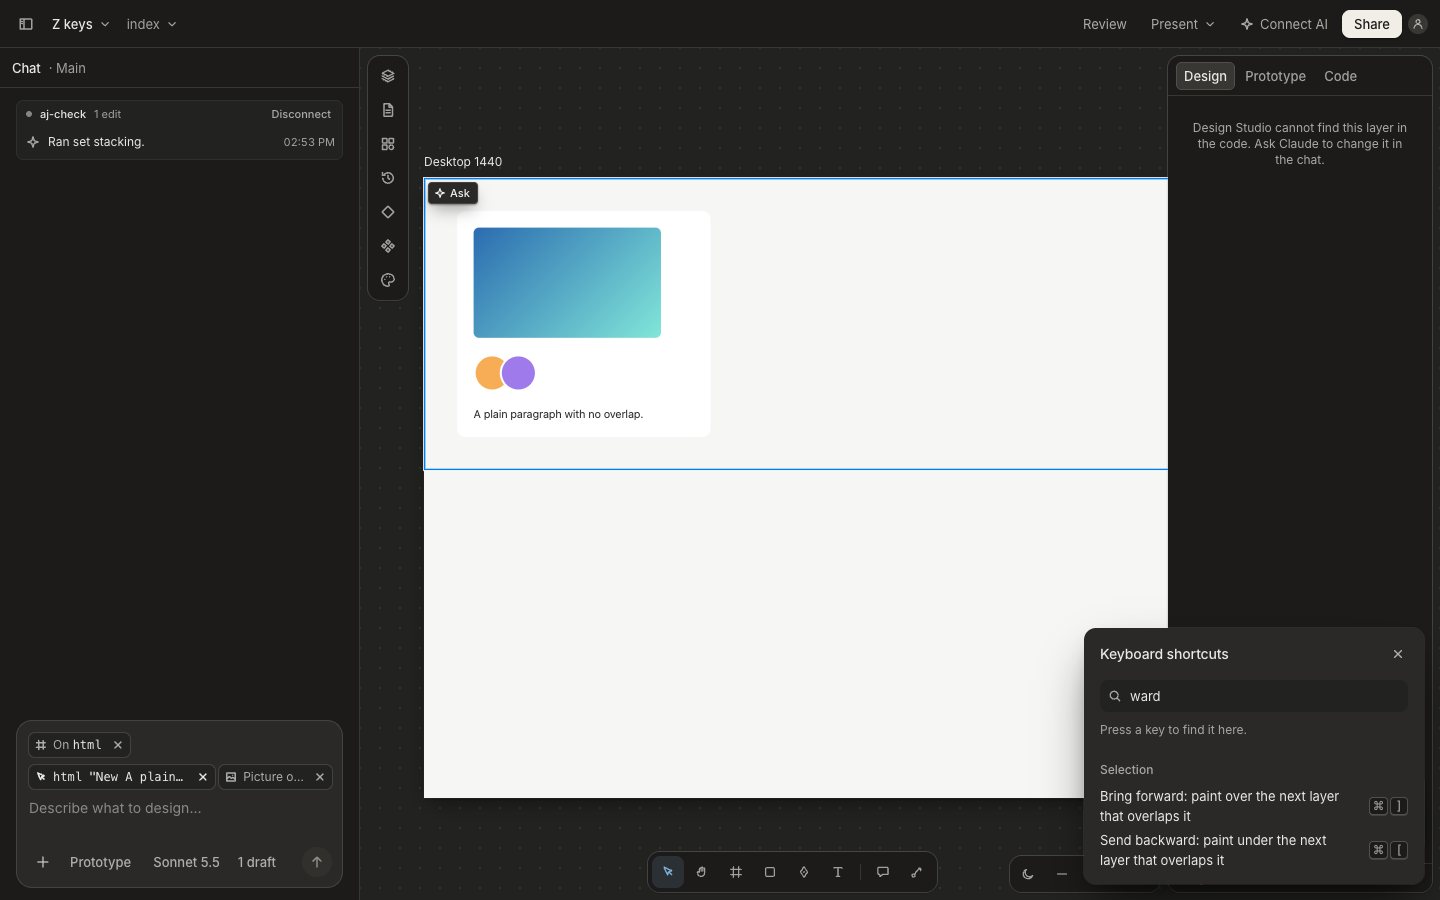 Z keys
index
Review
Present
Connect AI
Share
Chat · Main
aj-check 1 edit
Disconnect
Ran set stacking.
02:53 PM
Desktop 1440
Ask
A plain paragraph with no overlap.
Design
Prototype
Code
Design Studio cannot find this layer in
the code. Ask Claude to change it in
the chat.
On html
html "New A plain…
Picture o…
Describe what to design…
Prototype
Sonnet 5.5
1 draft
Keyboard shortcuts
ward
Press a key to find it here.
Selection
Bring forward: paint over the next layer
that overlaps it
⌘ ]
Send backward: paint under the next
layer that overlaps it
⌘ [